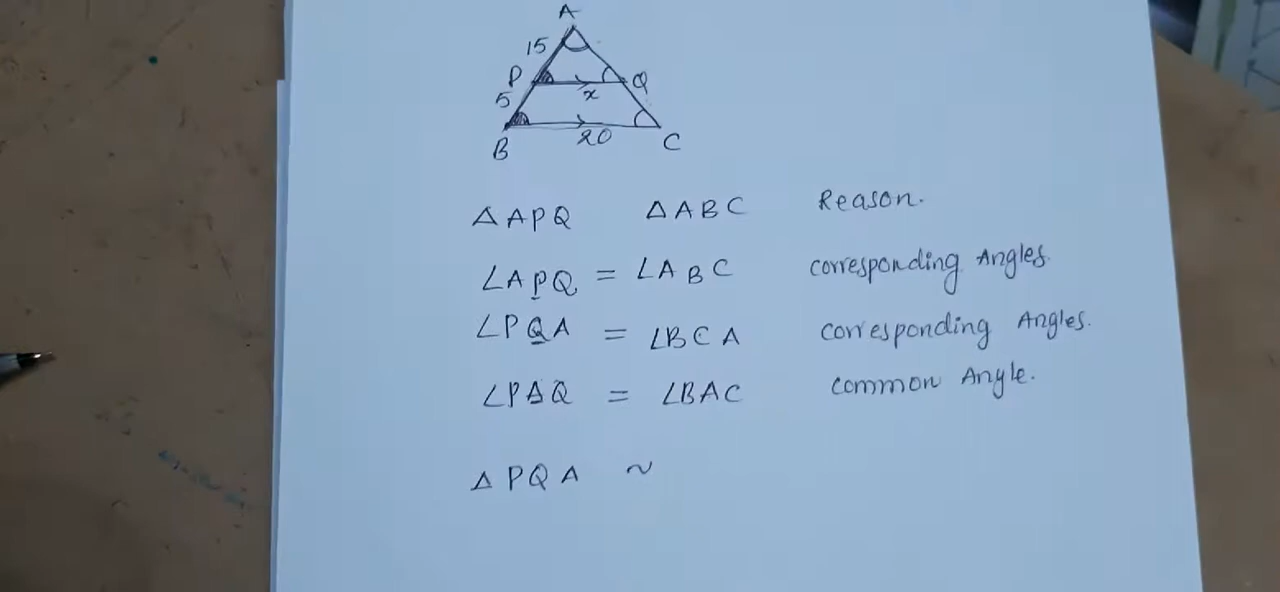 A
15
P Q
5 x
20
B C
△APQ △ABC Reason.
∠APQ = ∠ABC corresponding Angles.
∠PQA = ∠BCA corresponding Angles.
∠PAQ = ∠BAC common Angle.
△PQA ~